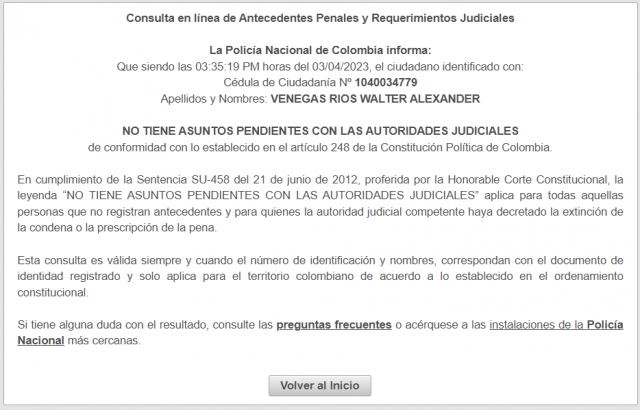 Consulta en línea de Antecedentes Penales y Requerimientos Judiciales
La Policía Nacional de Colombia informa:
Que siendo las 03:35:19 PM horas del 03/04/2023, el ciudadano identificado con:
Cédula de Ciudadanía Nº 1040034779
Apellidos y Nombres: VENEGAS RIOS WALTER ALEXANDER
NO TIENE ASUNTOS PENDIENTES CON LAS AUTORIDADES JUDICIALES
de conformidad con lo establecido en el artículo 248 de la Constitución Política de Colombia.
En cumplimiento de la Sentencia SU-458 del 21 de junio de 2012, proferida por la Honorable Corte Constitucional, la
leyenda “NO TIENE ASUNTOS PENDIENTES CON LAS AUTORIDADES JUDICIALES” aplica para todas aquellas
personas que no registran antecedentes y para quienes la autoridad judicial competente haya decretado la extinción de
la condena o la prescripción de la pena.
Esta consulta es válida siempre y cuando el número de identificación y nombres, correspondan con el documento de
identidad registrado y solo aplica para el territorio colombiano de acuerdo a lo establecido en el ordenamiento
constitucional.
Si tiene alguna duda con el resultado, consulte las preguntas frecuentes o acérquese a las instalaciones de la Policía
Nacional más cercanas.
Volver al Inicio